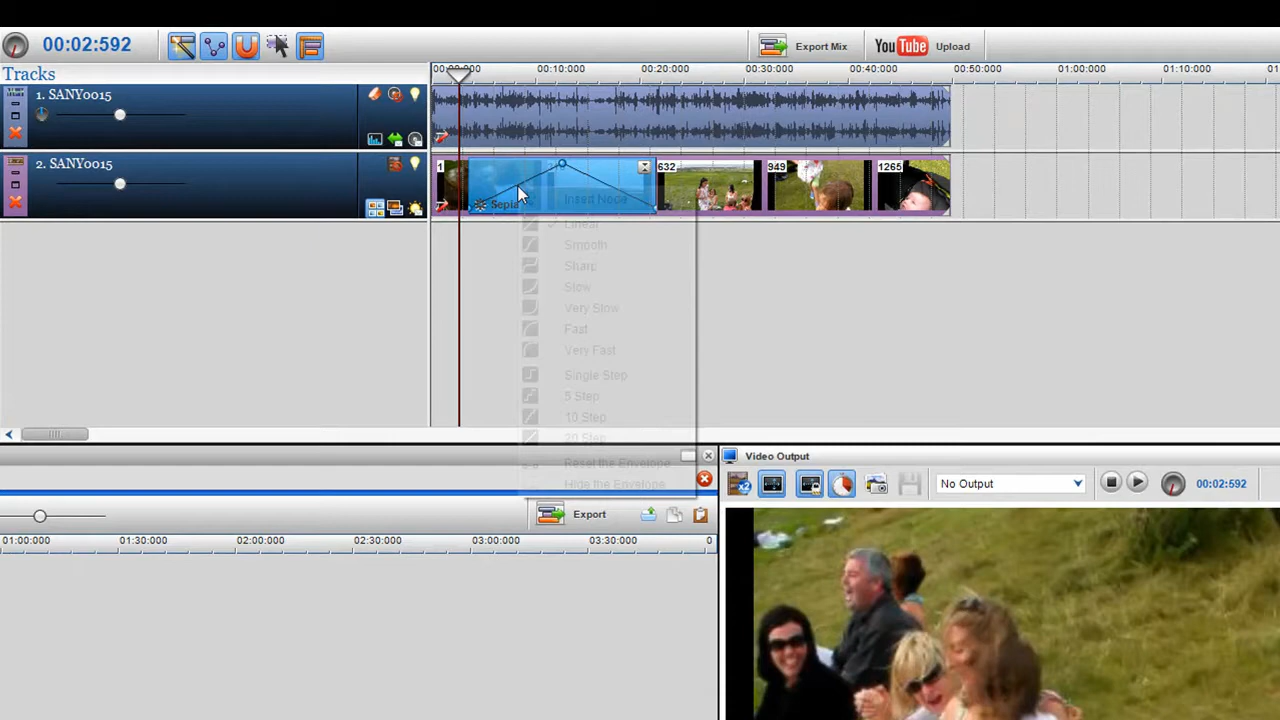 00:02:592
Export Mix
You Tube Upload
Tracks
00:00:000 00:10:000 00:20:000 00:30:000 00:40:000 00:50:000 01:00:000 01:10:000 01
1. SANY0015
2. SANY0015
1 632 949 1265
Sepia
Insert Node
Linear
Smooth
Sharp
Slow
Very Slow
Fast
Very Fast
Single Step
5 Step
10 Step
20 Step
Reset the Envelope
Hide the Envelope
Video Output
x2
No Output
00:02:592
Export
01:00:000 01:30:000 02:00:000 02:30:000 03:00:000 03:30:000 0